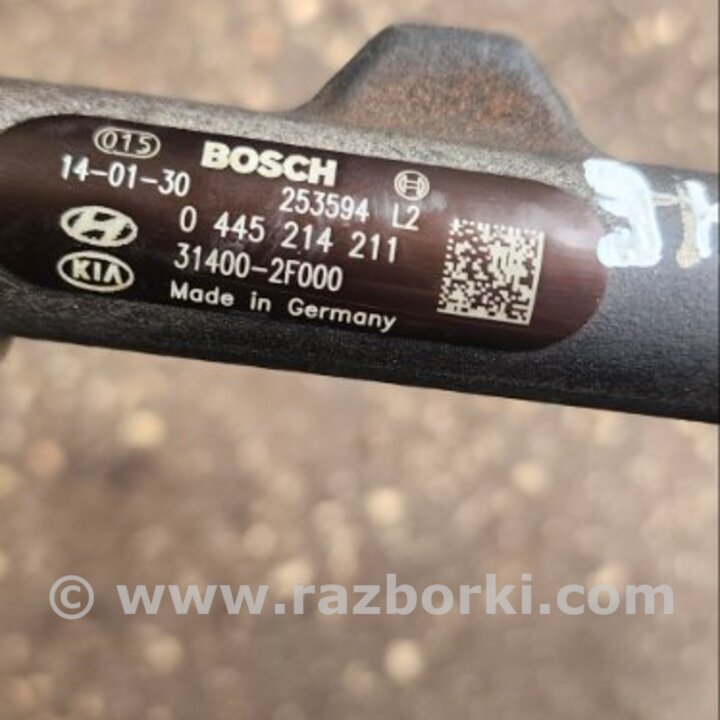 015 BOSCH
14-01-30 253594 L2
0 445 214 211
KIA 31400-2F000
Made in Germany
© www.razborki.com